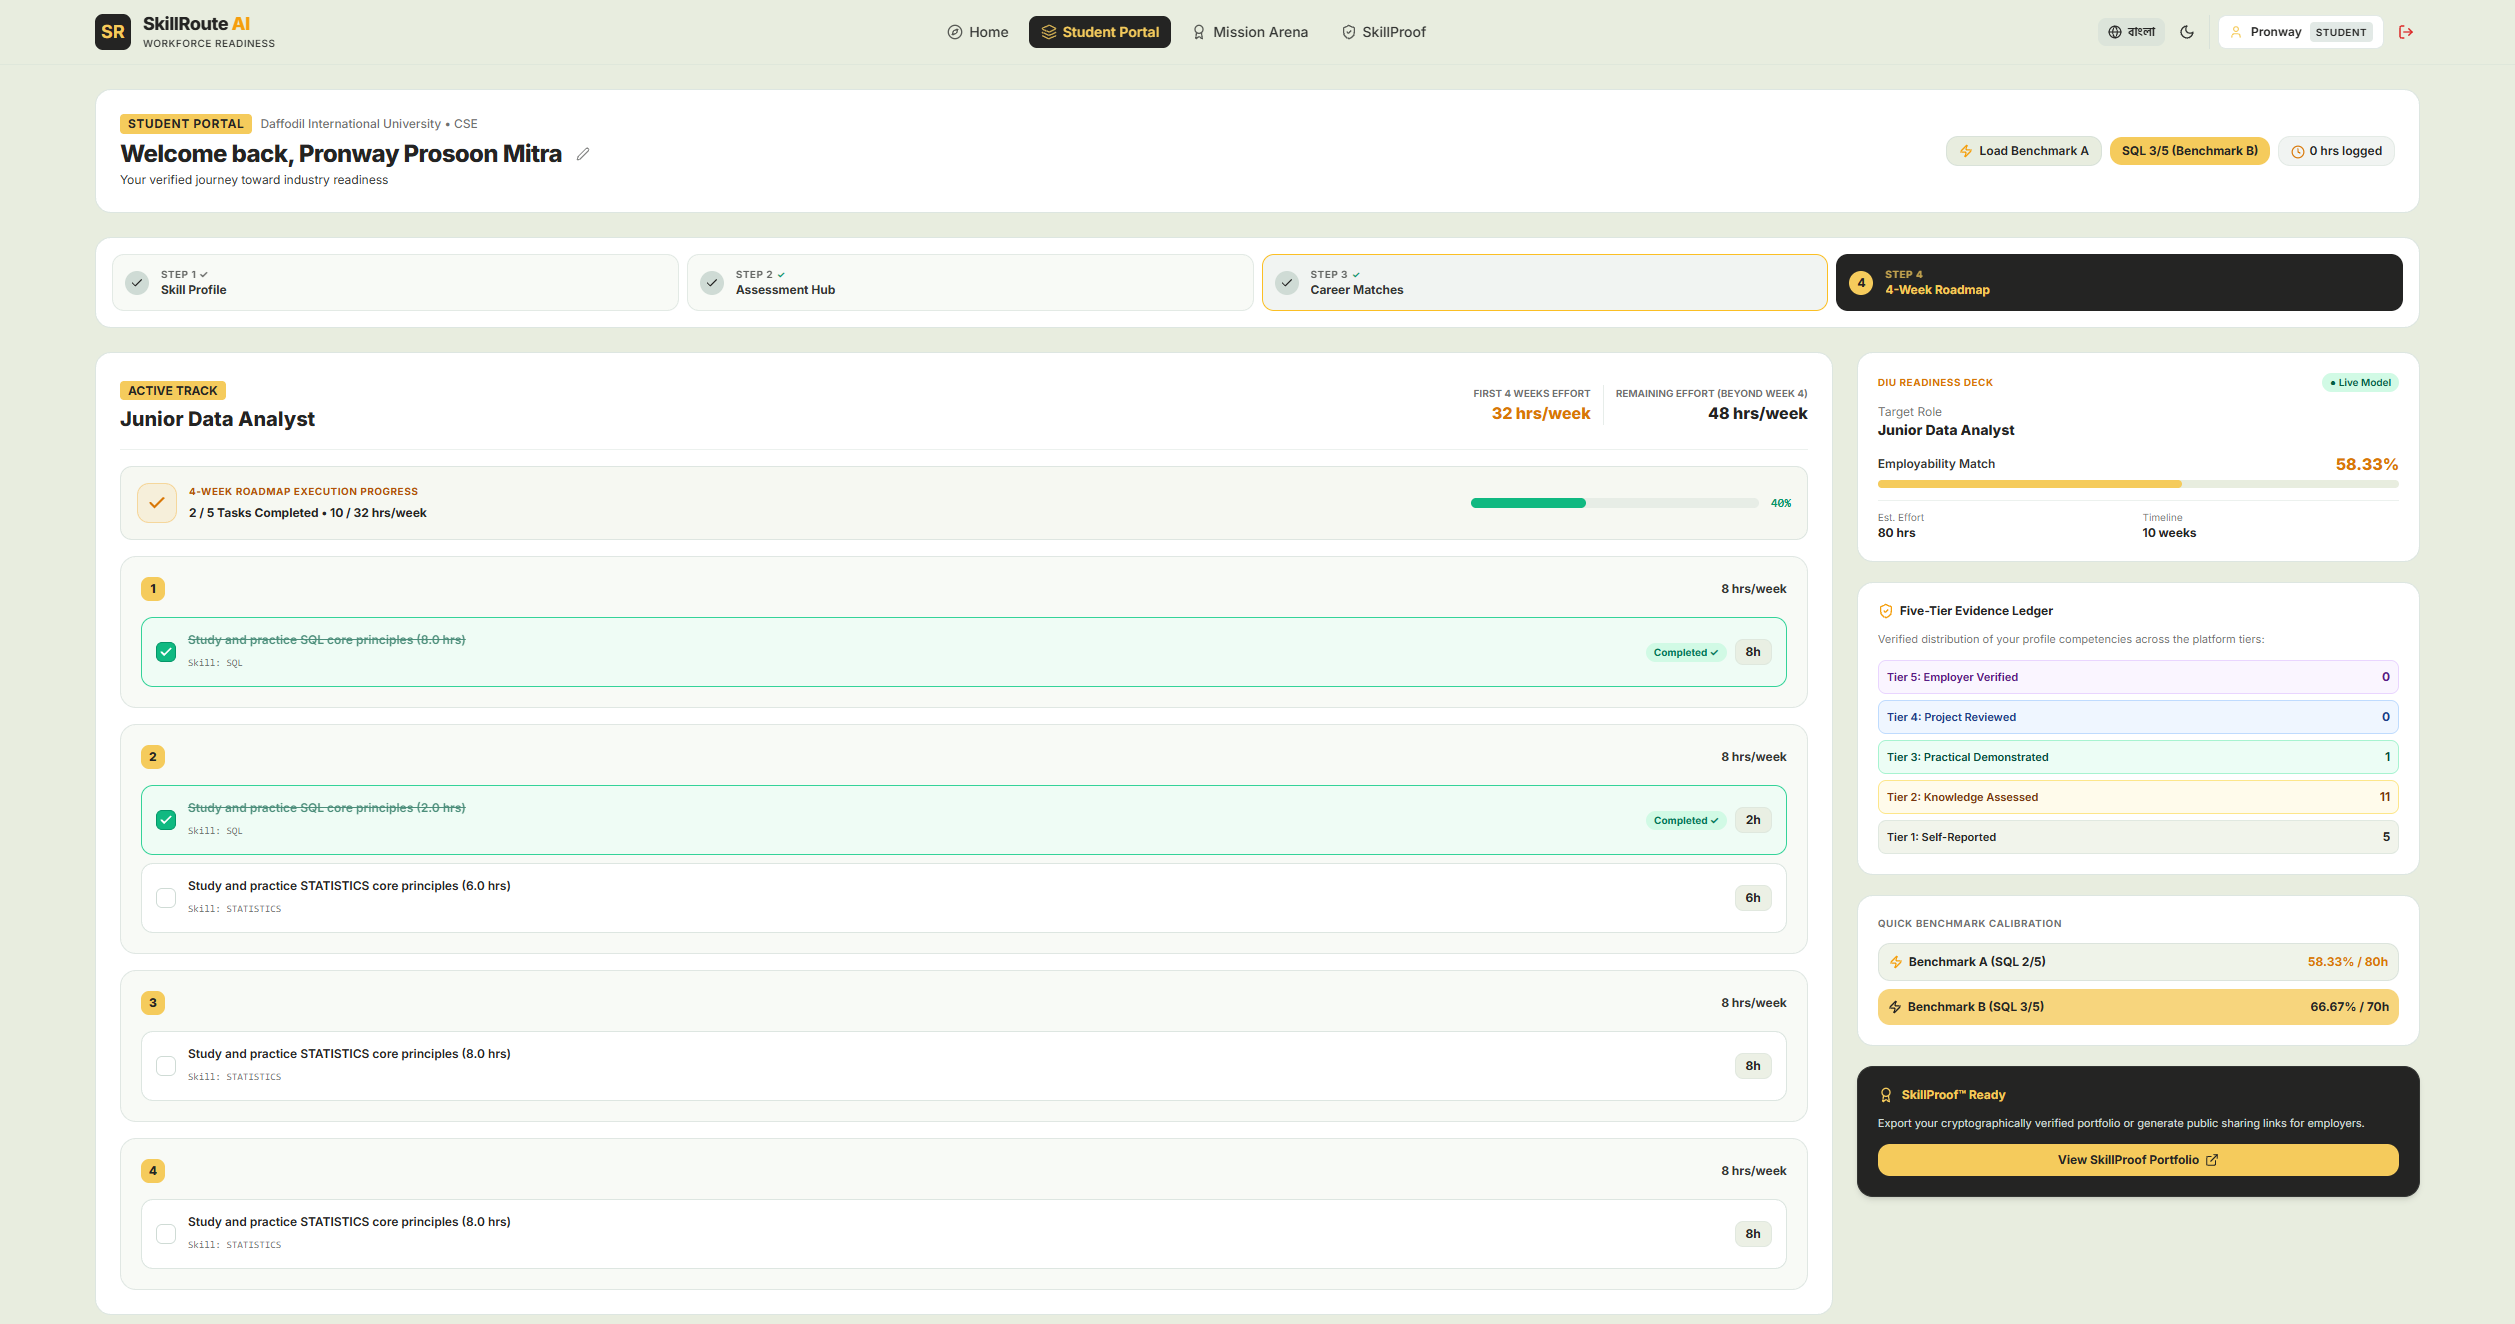 SR
SkillRoute AI
WORKFORCE READINESS
Home
Student Portal
Mission Arena
SkillProof
বাংলা
Pronway STUDENT
STUDENT PORTAL Daffodil International University • CSE
Welcome back, Pronway Prosoon Mitra
Your verified journey toward industry readiness
Load Benchmark A
SQL 3/5 (Benchmark B)
0 hrs logged
STEP 1 ✓
Skill Profile
STEP 2 ✓
Assessment Hub
STEP 3 ✓
Career Matches
4
STEP 4
4-Week Roadmap
ACTIVE TRACK
Junior Data Analyst
FIRST 4 WEEKS EFFORT
32 hrs/week
REMAINING EFFORT (BEYOND WEEK 4)
48 hrs/week
4-WEEK ROADMAP EXECUTION PROGRESS
2 / 5 Tasks Completed • 10 / 32 hrs/week
40%
1
8 hrs/week
Study and practice SQL core principles (8.0 hrs)
Skill: SQL
Completed ✓
8h
2
8 hrs/week
Study and practice SQL core principles (2.0 hrs)
Skill: SQL
Completed ✓
2h
Study and practice STATISTICS core principles (6.0 hrs)
Skill: STATISTICS
6h
3
8 hrs/week
Study and practice STATISTICS core principles (8.0 hrs)
Skill: STATISTICS
8h
4
8 hrs/week
Study and practice STATISTICS core principles (8.0 hrs)
Skill: STATISTICS
8h
DIU READINESS DECK
● Live Model
Target Role
Junior Data Analyst
Employability Match
58.33%
Est. Effort
80 hrs
Timeline
10 weeks
Five-Tier Evidence Ledger
Verified distribution of your profile competencies across the platform tiers:
Tier 5: Employer Verified 0
Tier 4: Project Reviewed 0
Tier 3: Practical Demonstrated 1
Tier 2: Knowledge Assessed 11
Tier 1: Self-Reported 5
QUICK BENCHMARK CALIBRATION
Benchmark A (SQL 2/5) 58.33% / 80h
Benchmark B (SQL 3/5) 66.67% / 70h
SkillProof™ Ready
Export your cryptographically verified portfolio or generate public sharing links for employers.
View SkillProof Portfolio